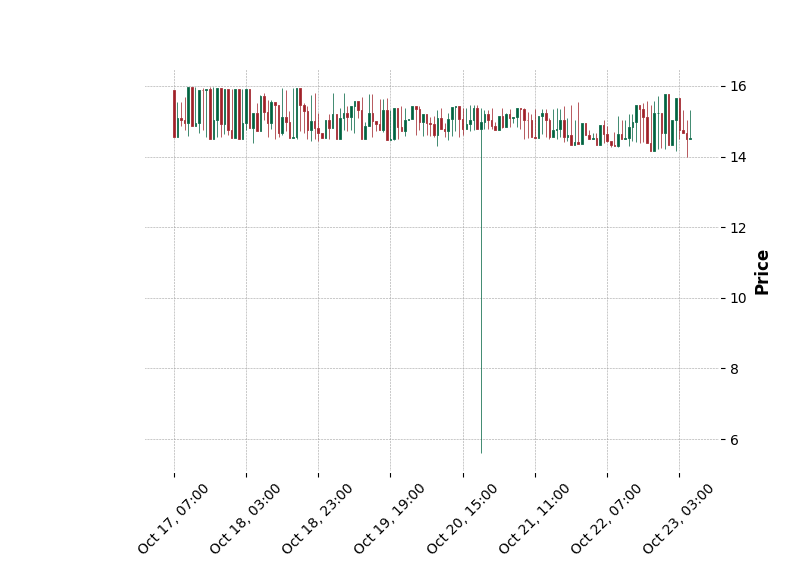 16
14
12
10
8
6
Price
Oct 17, 07:00
Oct 18, 03:00
Oct 18, 23:00
Oct 19, 19:00
Oct 20, 15:00
Oct 21, 11:00
Oct 22, 07:00
Oct 23, 03:00